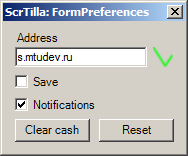 ScrTilla: FormPreferences
Address
s.mtudev.ru
Save
Notifications
Clear cash
Reset